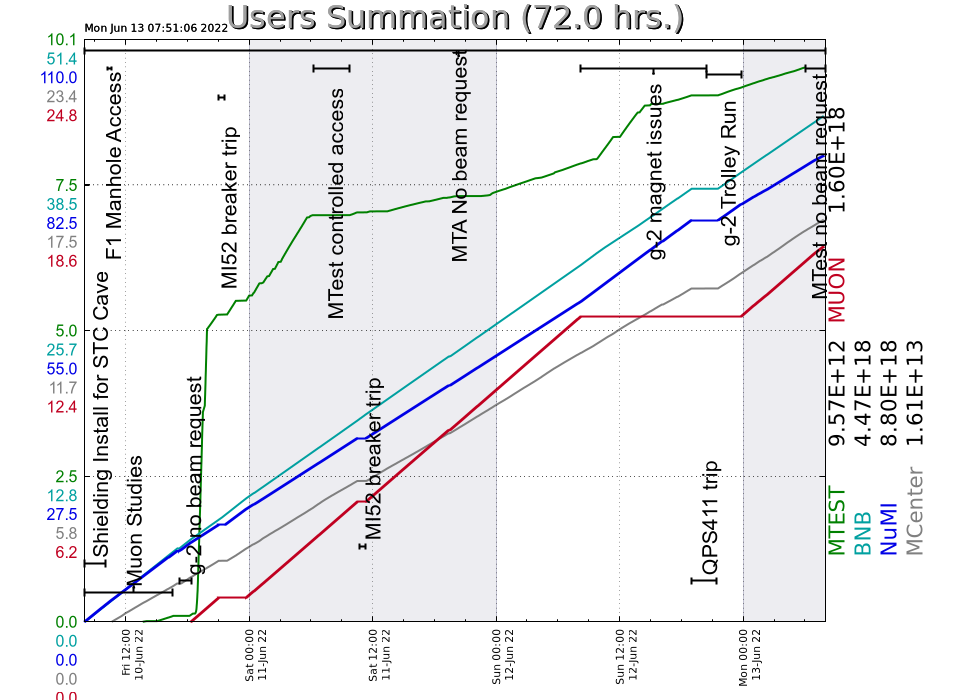 Users Summation (72.0 hrs.)
Mon Jun 13 07:51:06 2022
10.1
51.4
110.0
23.4
24.8
7.5
38.5
82.5
17.5
18.6
5.0
25.7
55.0
11.7
12.4
2.5
12.8
27.5
5.8
6.2
0.0
0.0
0.0
0.0
0.0
Shielding Install for STC Cave
F1 Manhole Access
Muon Studies
g-2 no beam request
MI52 breaker trip
MTest controlled access
MI52 breaker trip
MTA No beam request
g-2 magnet issues
QPS411 trip
g-2 Trolley Run
MTest no beam request
Fri 12:00
10-Jun 22
Sat 00:00
11-Jun 22
Sat 12:00
11-Jun 22
Sun 00:00
12-Jun 22
Sun 12:00
12-Jun 22
Mon 00:00
13-Jun 22
MUON 1.60E+18
MTEST 9.57E+12
BNB 4.47E+18
NuMI 8.80E+18
MCenter 1.61E+13